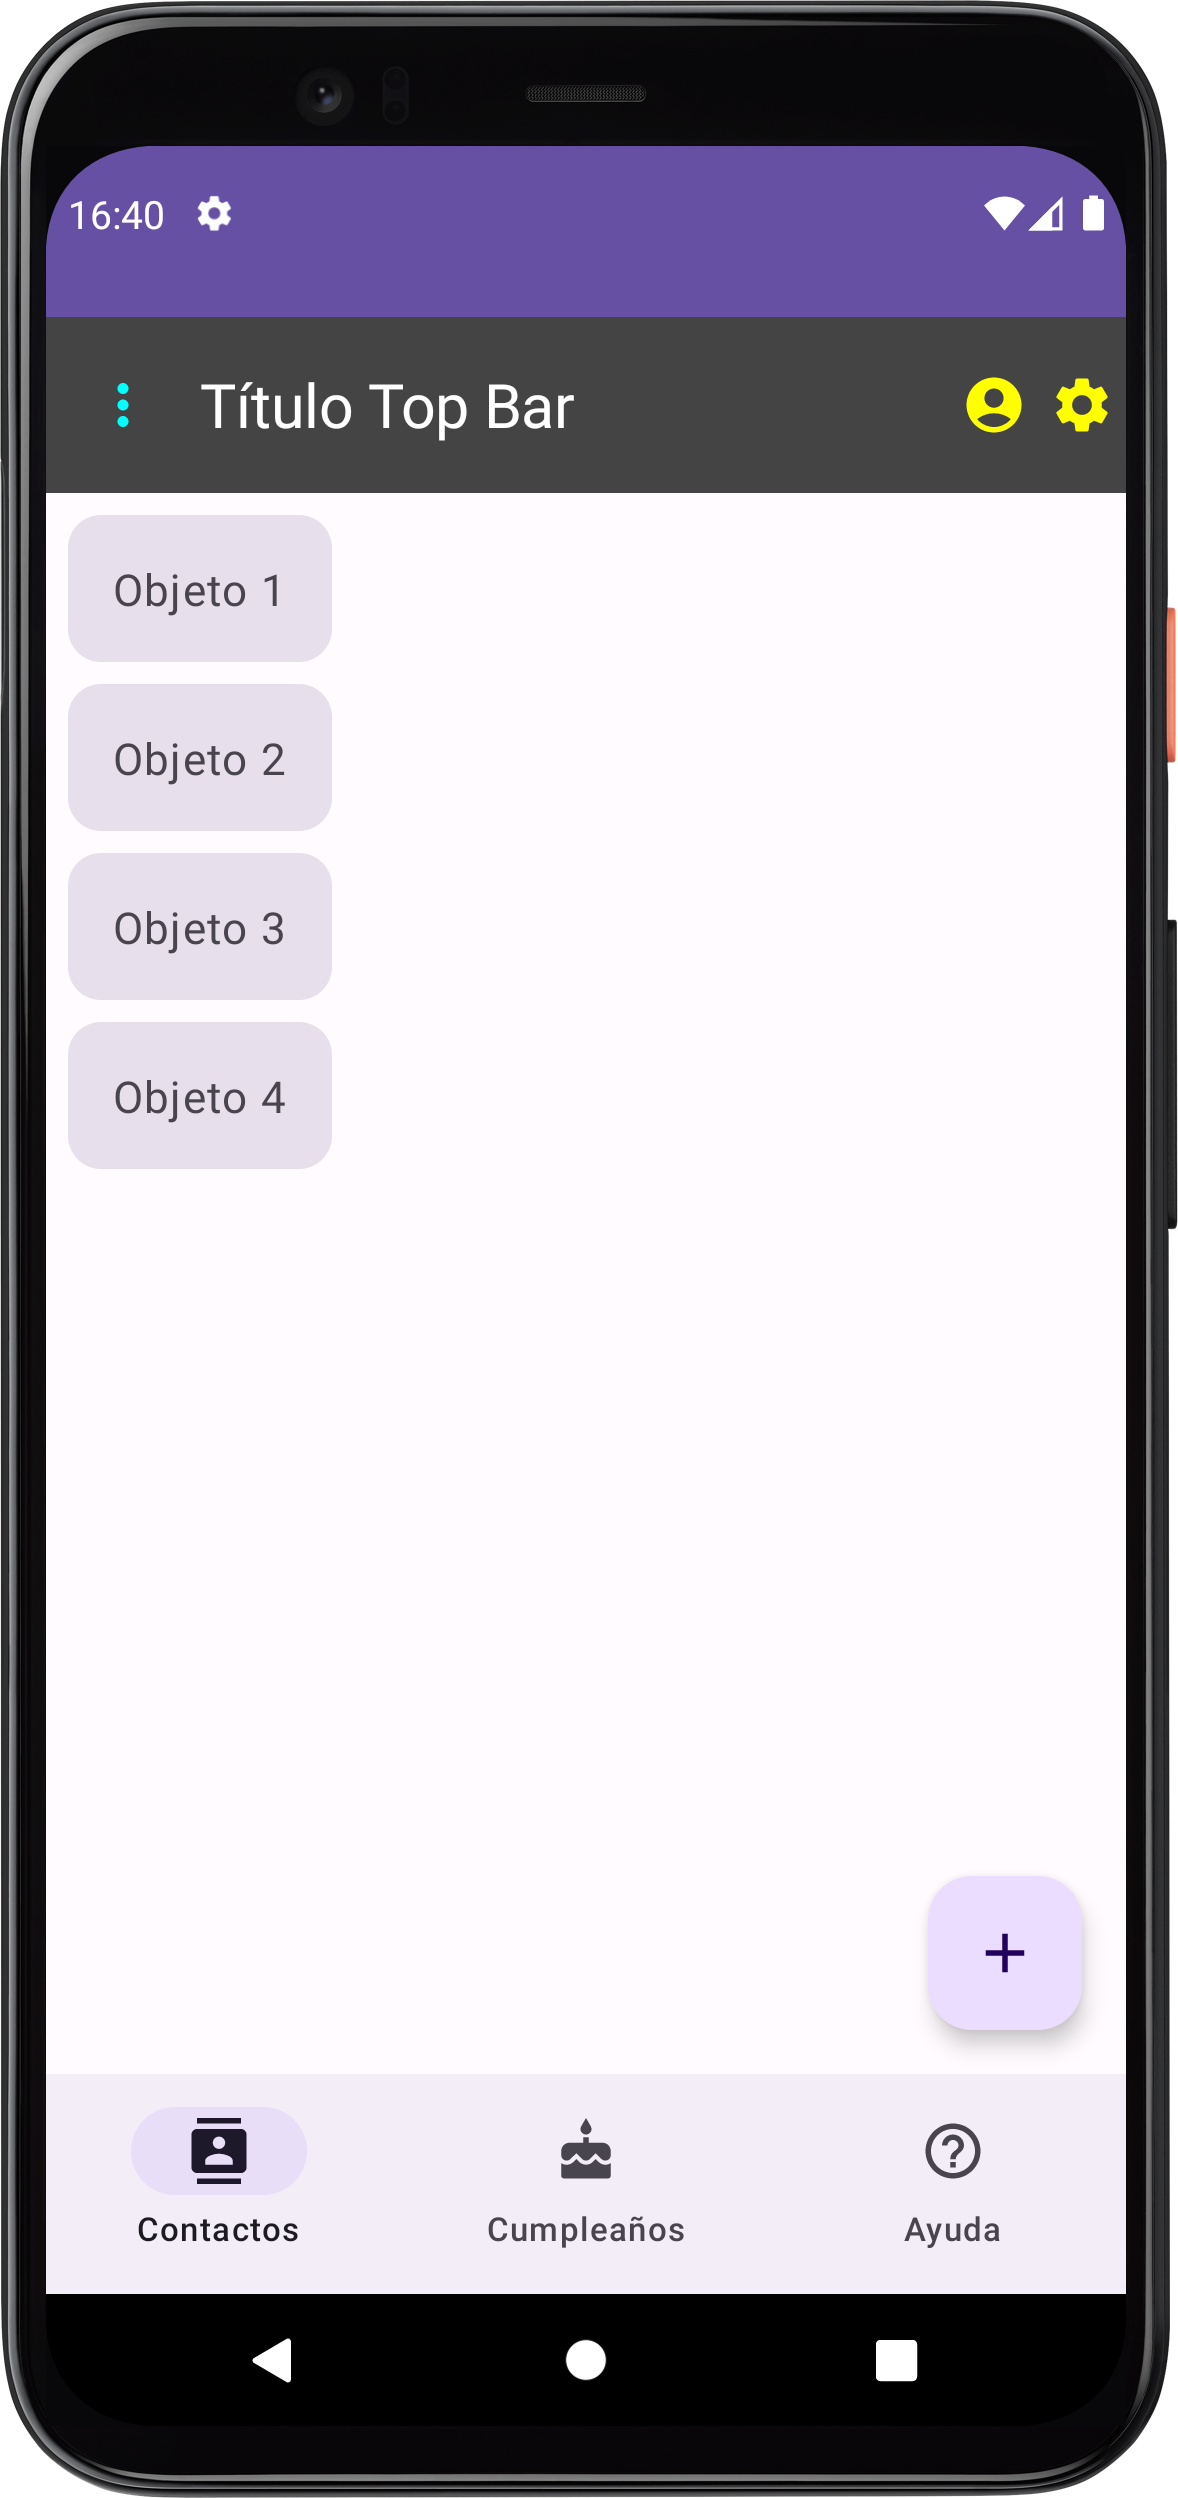 16:40
Título Top Bar
Objeto 1
Objeto 2
Objeto 3
Objeto 4
Contactos
Cumpleaños
Ayuda